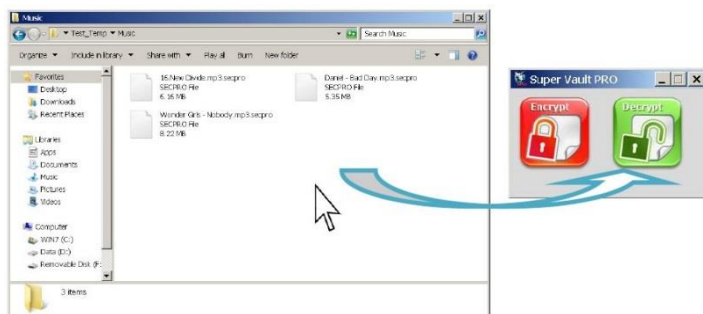 Music
Test_Temp Music
Search Music
Organize Include in library Share with Play all Burn New folder
Favorites
Desktop
Downloads
Recent Places
Libraries
Apps
Documents
Music
Pictures
Videos
Computer
WIN7 (C:)
Data (D:)
Removable Disk (F:
16.New Divide.mp3.secpro
SECPRO File
6.16 MB
Daniel - Bad Day.mp3.secpro
SECPRO File
5.35 MB
Wonder Girls - Nobody.mp3.secpro
SECPRO File
8.22 MB
3 items
Super Vault PRO
Encrypt
Decrypt